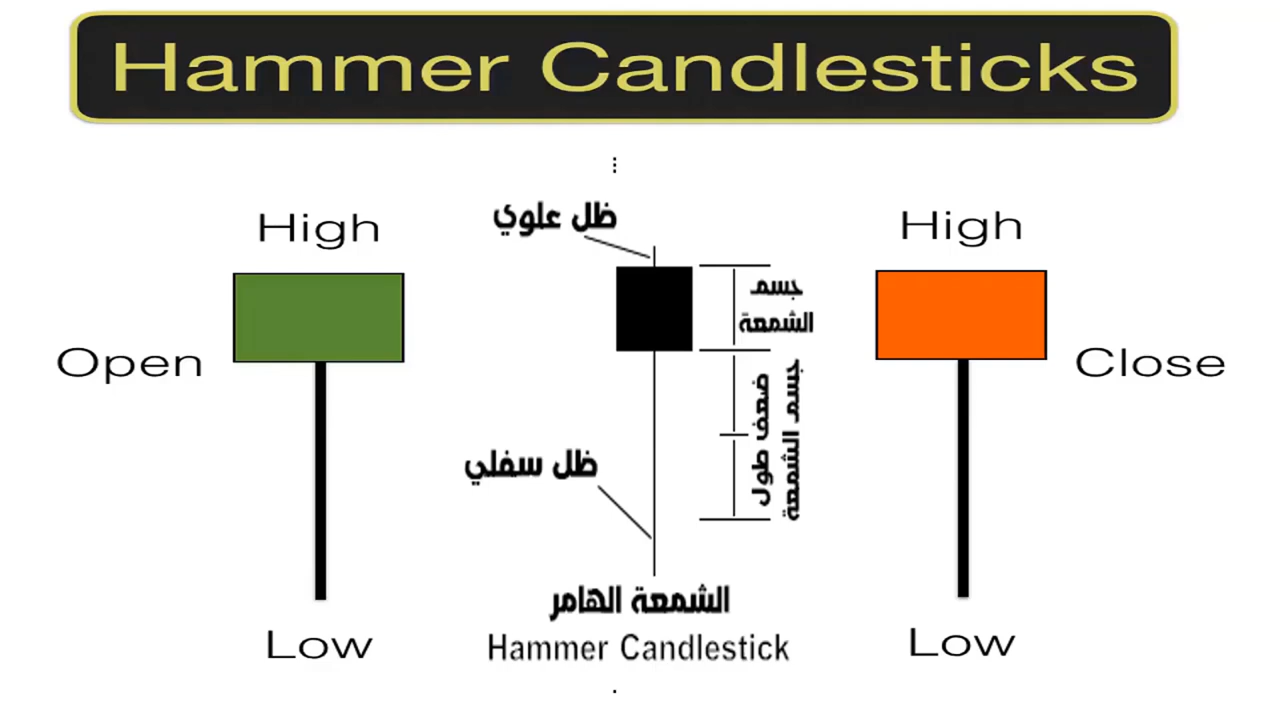 Hammer Candlesticks
High
Open
Low
ظل علوي
جسم
الشمعة
ضعف طول
جسم الشمعة
ظل سفلي
الشمعة الهامر
Hammer Candlestick
High
Close
Low